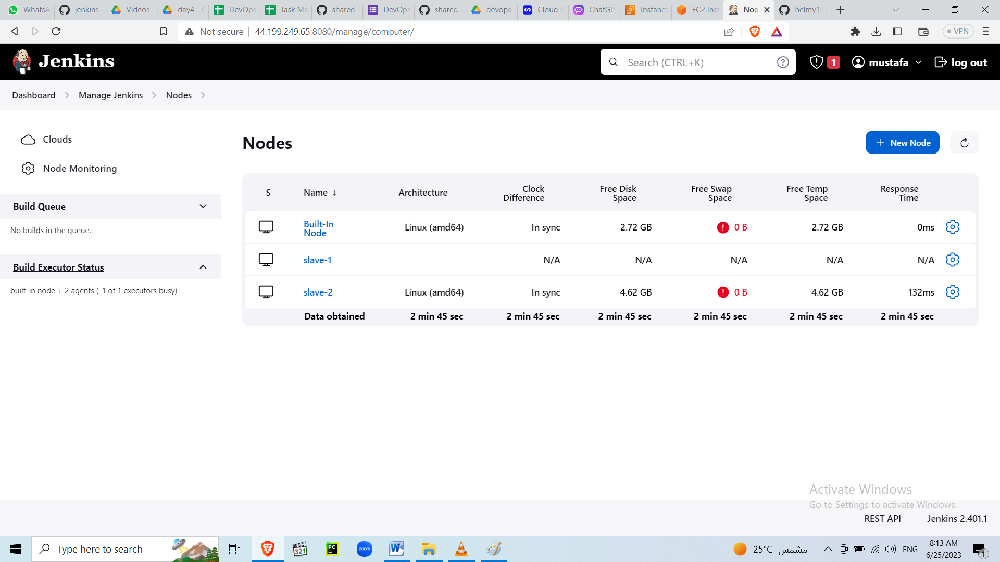 WhatsA
jenkins-
Videos
day4 - G
DevOps
Task Ma
shared-
DevOps
shared-
devops
Cloud D
ChatGPT
Instance
EC2 Inst
Nod
helmy19
Not secure
44.199.249.65:8080/manage/computer/
VPN
Jenkins
Search (CTRL+K)
1
mustafa
log out
Dashboard
Manage Jenkins
Nodes
Clouds
Node Monitoring
Build Queue
No builds in the queue.
Build Executor Status
built-in node + 2 agents (-1 of 1 executors busy)
Nodes
New Node
S Name ↓ Architecture Clock Difference Free Disk Space Free Swap Space Free Temp Space Response Time
Built-In Node Linux (amd64) In sync 2.72 GB 0 B 2.72 GB 0ms
slave-1 N/A N/A N/A N/A N/A
slave-2 Linux (amd64) In sync 4.62 GB 0 B 4.62 GB 132ms
Data obtained 2 min 45 sec 2 min 45 sec 2 min 45 sec 2 min 45 sec 2 min 45 sec 2 min 45 sec
Activate Windows
Go to Settings to activate Windows.
REST API
Jenkins 2.401.1
Type here to search
321
PC
zoom
W
25°C مشمس
ENG
8:13 AM
6/25/2023
1